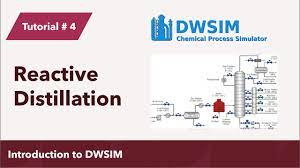 Tutorial # 4
DWSIM
Chemical Process Simulator
Reactive
Distillation
Introduction to DWSIM